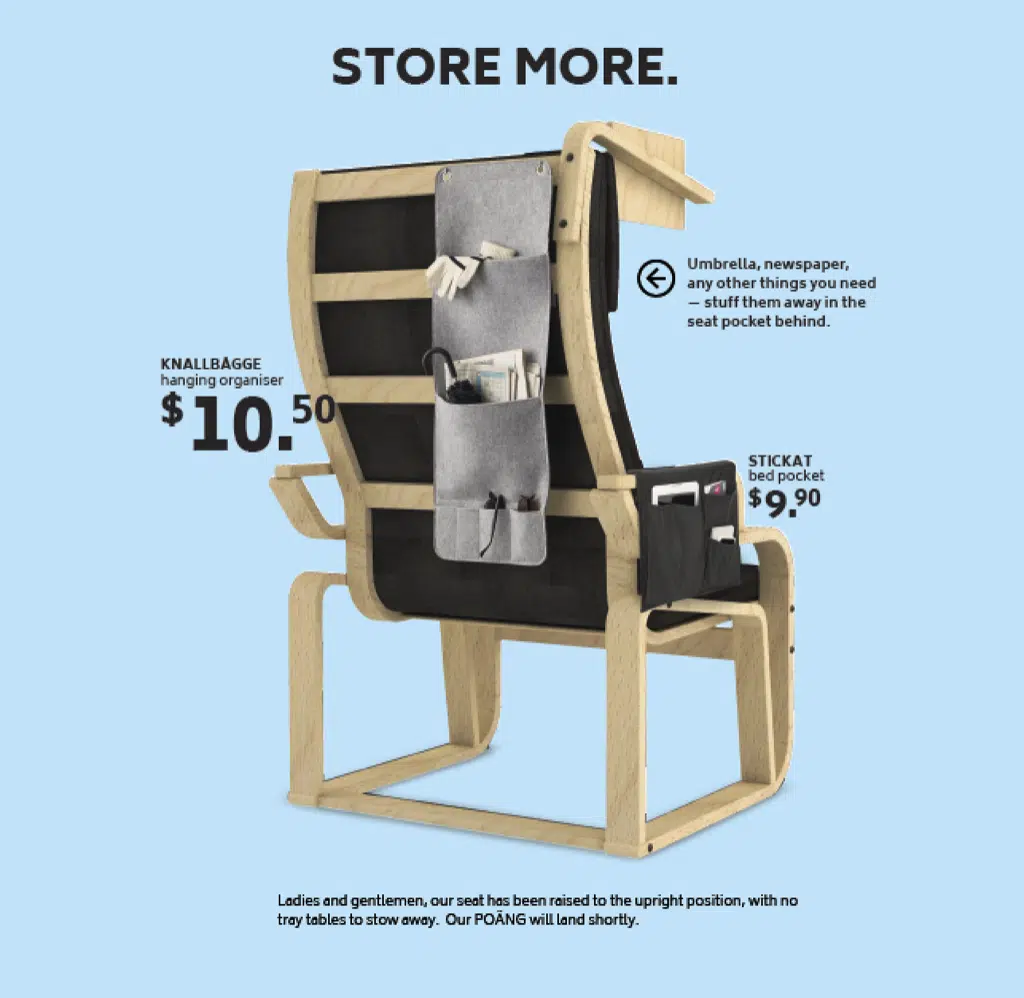 STORE MORE.
Umbrella, newspaper,
any other things you need
— stuff them away in the
seat pocket behind.
KNALLBÅGGE
hanging organiser
$10.50
STICKAT
bed pocket
$9.90
Ladies and gentlemen, our seat has been raised to the upright position, with no
tray tables to stow away. Our POÄNG will land shortly.